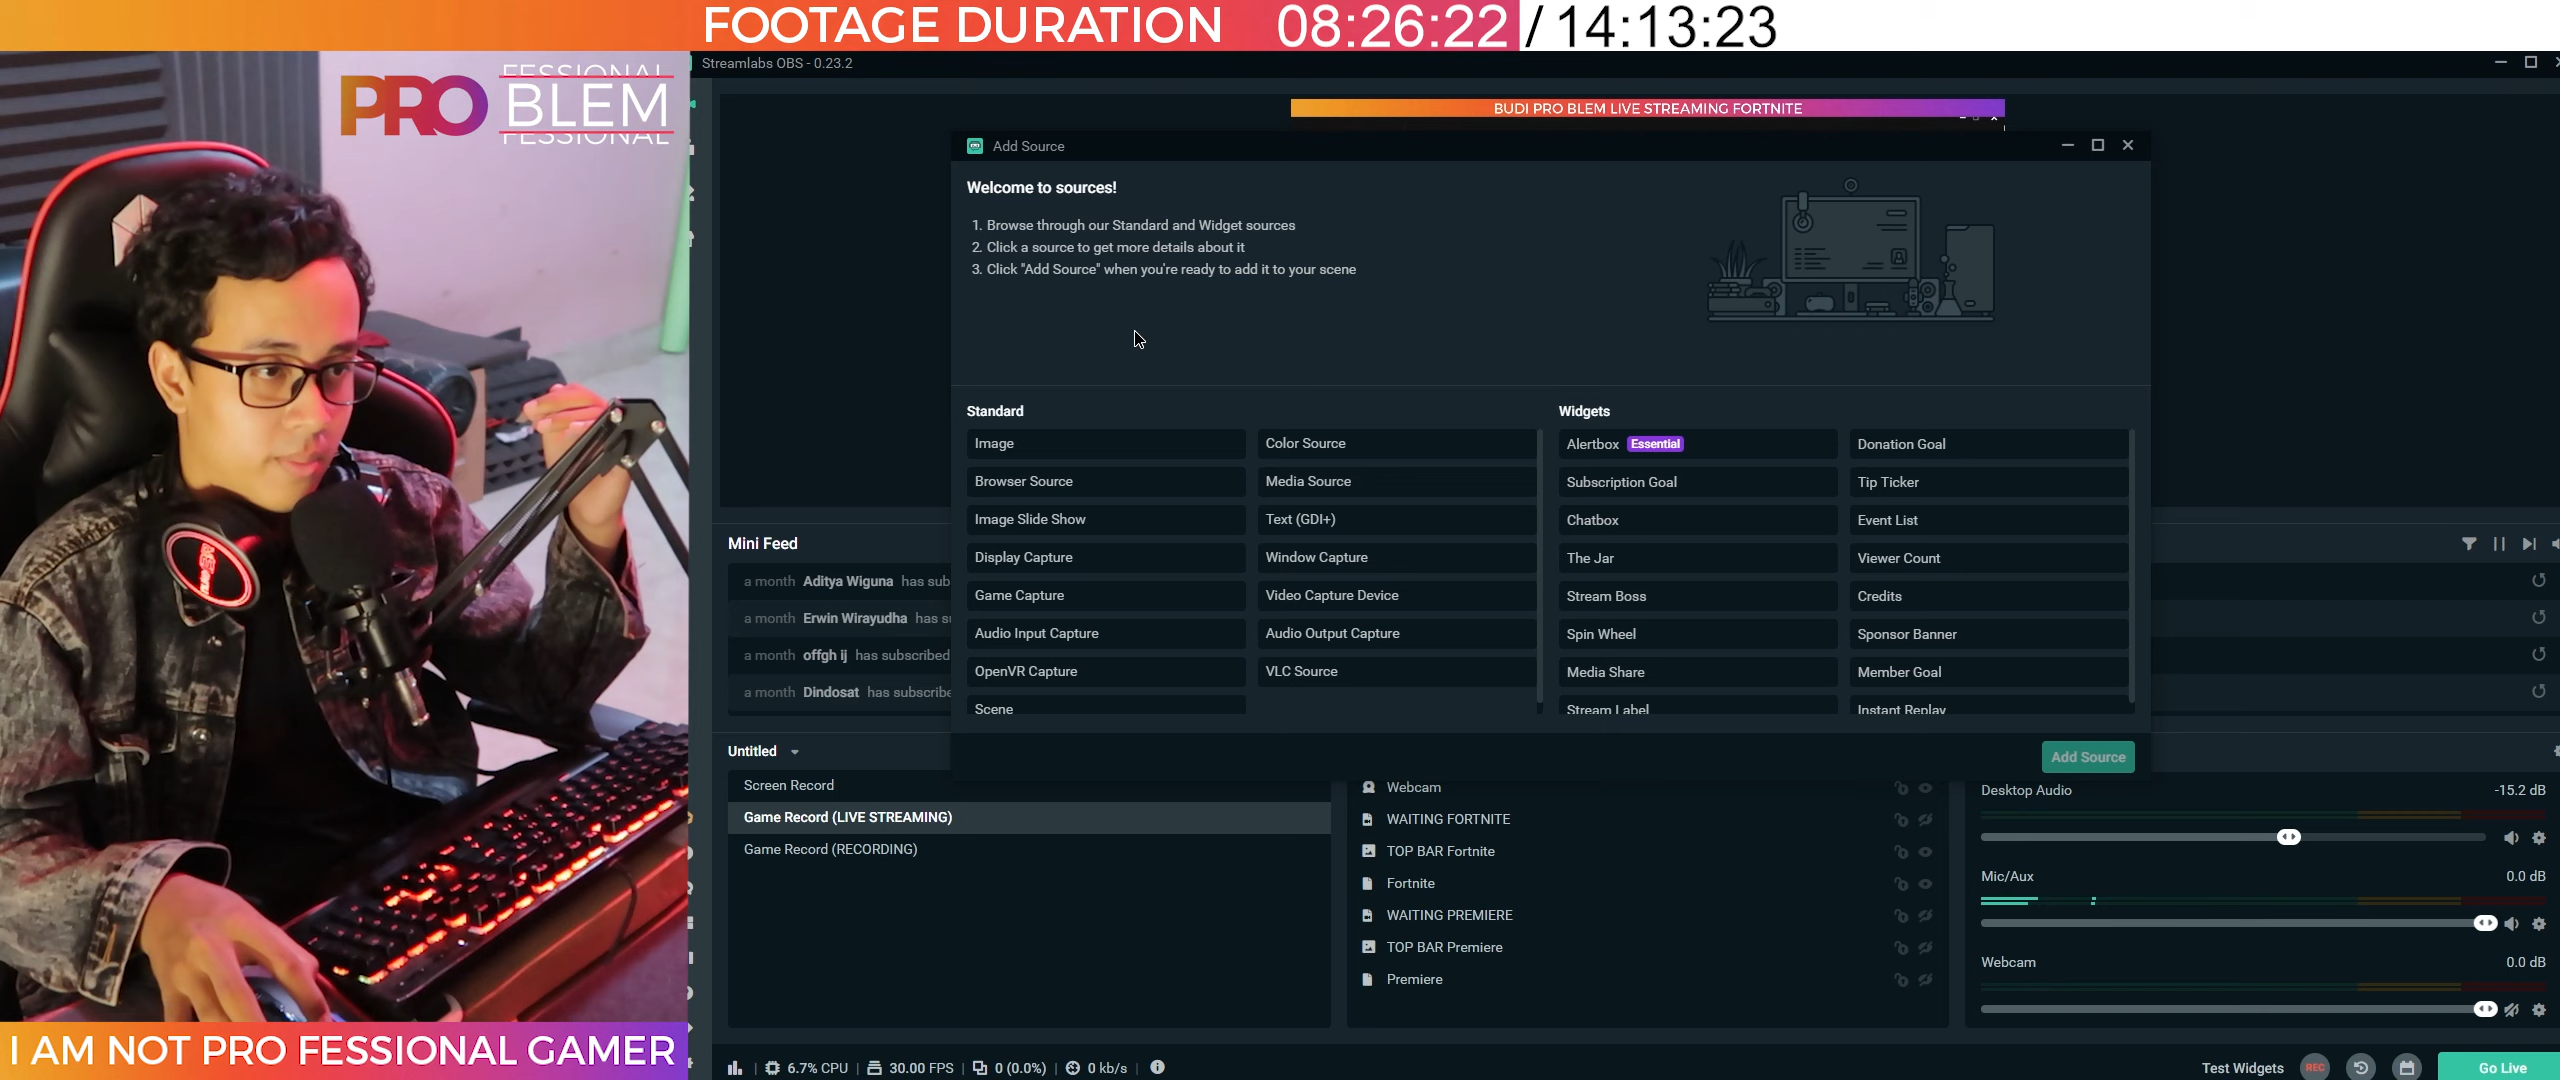 FOOTAGE DURATION 08:26:22 / 14:13:23
Streamlabs OBS - 0.23.2
FESSIONAL
PRO BLEM
FESSIONAL
BUDI PRO BLEM LIVE STREAMING FORTNITE
Add Source
Welcome to sources!
1. Browse through our Standard and Widget sources
2. Click a source to get more details about it
3. Click "Add Source" when you're ready to add it to your scene
Standard
Image
Color Source
Browser Source
Media Source
Image Slide Show
Text (GDI+)
Display Capture
Window Capture
Game Capture
Video Capture Device
Audio Input Capture
Audio Output Capture
OpenVR Capture
VLC Source
Scene
Widgets
Alertbox Essential
Donation Goal
Subscription Goal
Tip Ticker
Chatbox
Event List
The Jar
Viewer Count
Stream Boss
Credits
Spin Wheel
Sponsor Banner
Media Share
Member Goal
Stream Label
Instant Replay
Add Source
Mini Feed
a month Aditya Wiguna has sub
a month Erwin Wirayudha has su
a month offgh ij has subscribed
a month Dindosat has subscribe
Untitled
Screen Record
Game Record (LIVE STREAMING)
Game Record (RECORDING)
Webcam
WAITING FORTNITE
TOP BAR Fortnite
Fortnite
WAITING PREMIERE
TOP BAR Premiere
Premiere
Desktop Audio -15.2 dB
Mic/Aux 0.0 dB
Webcam 0.0 dB
I AM NOT PRO FESSIONAL GAMER
6.7% CPU | 30.00 FPS | 0 (0.0%) | 0 kb/s
Test Widgets REC Go Live